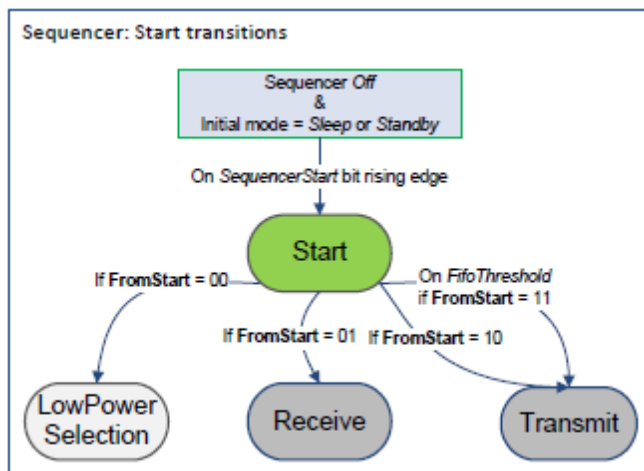 Sequencer: Start transitions
Sequencer Off
&
Initial mode = Sleep or Standby
On SequencerStart bit rising edge
Start
If FromStart = 00
On FifoThreshold
if FromStart = 11
If FromStart = 01
If FromStart = 10
LowPower
Selection
Receive
Transmit